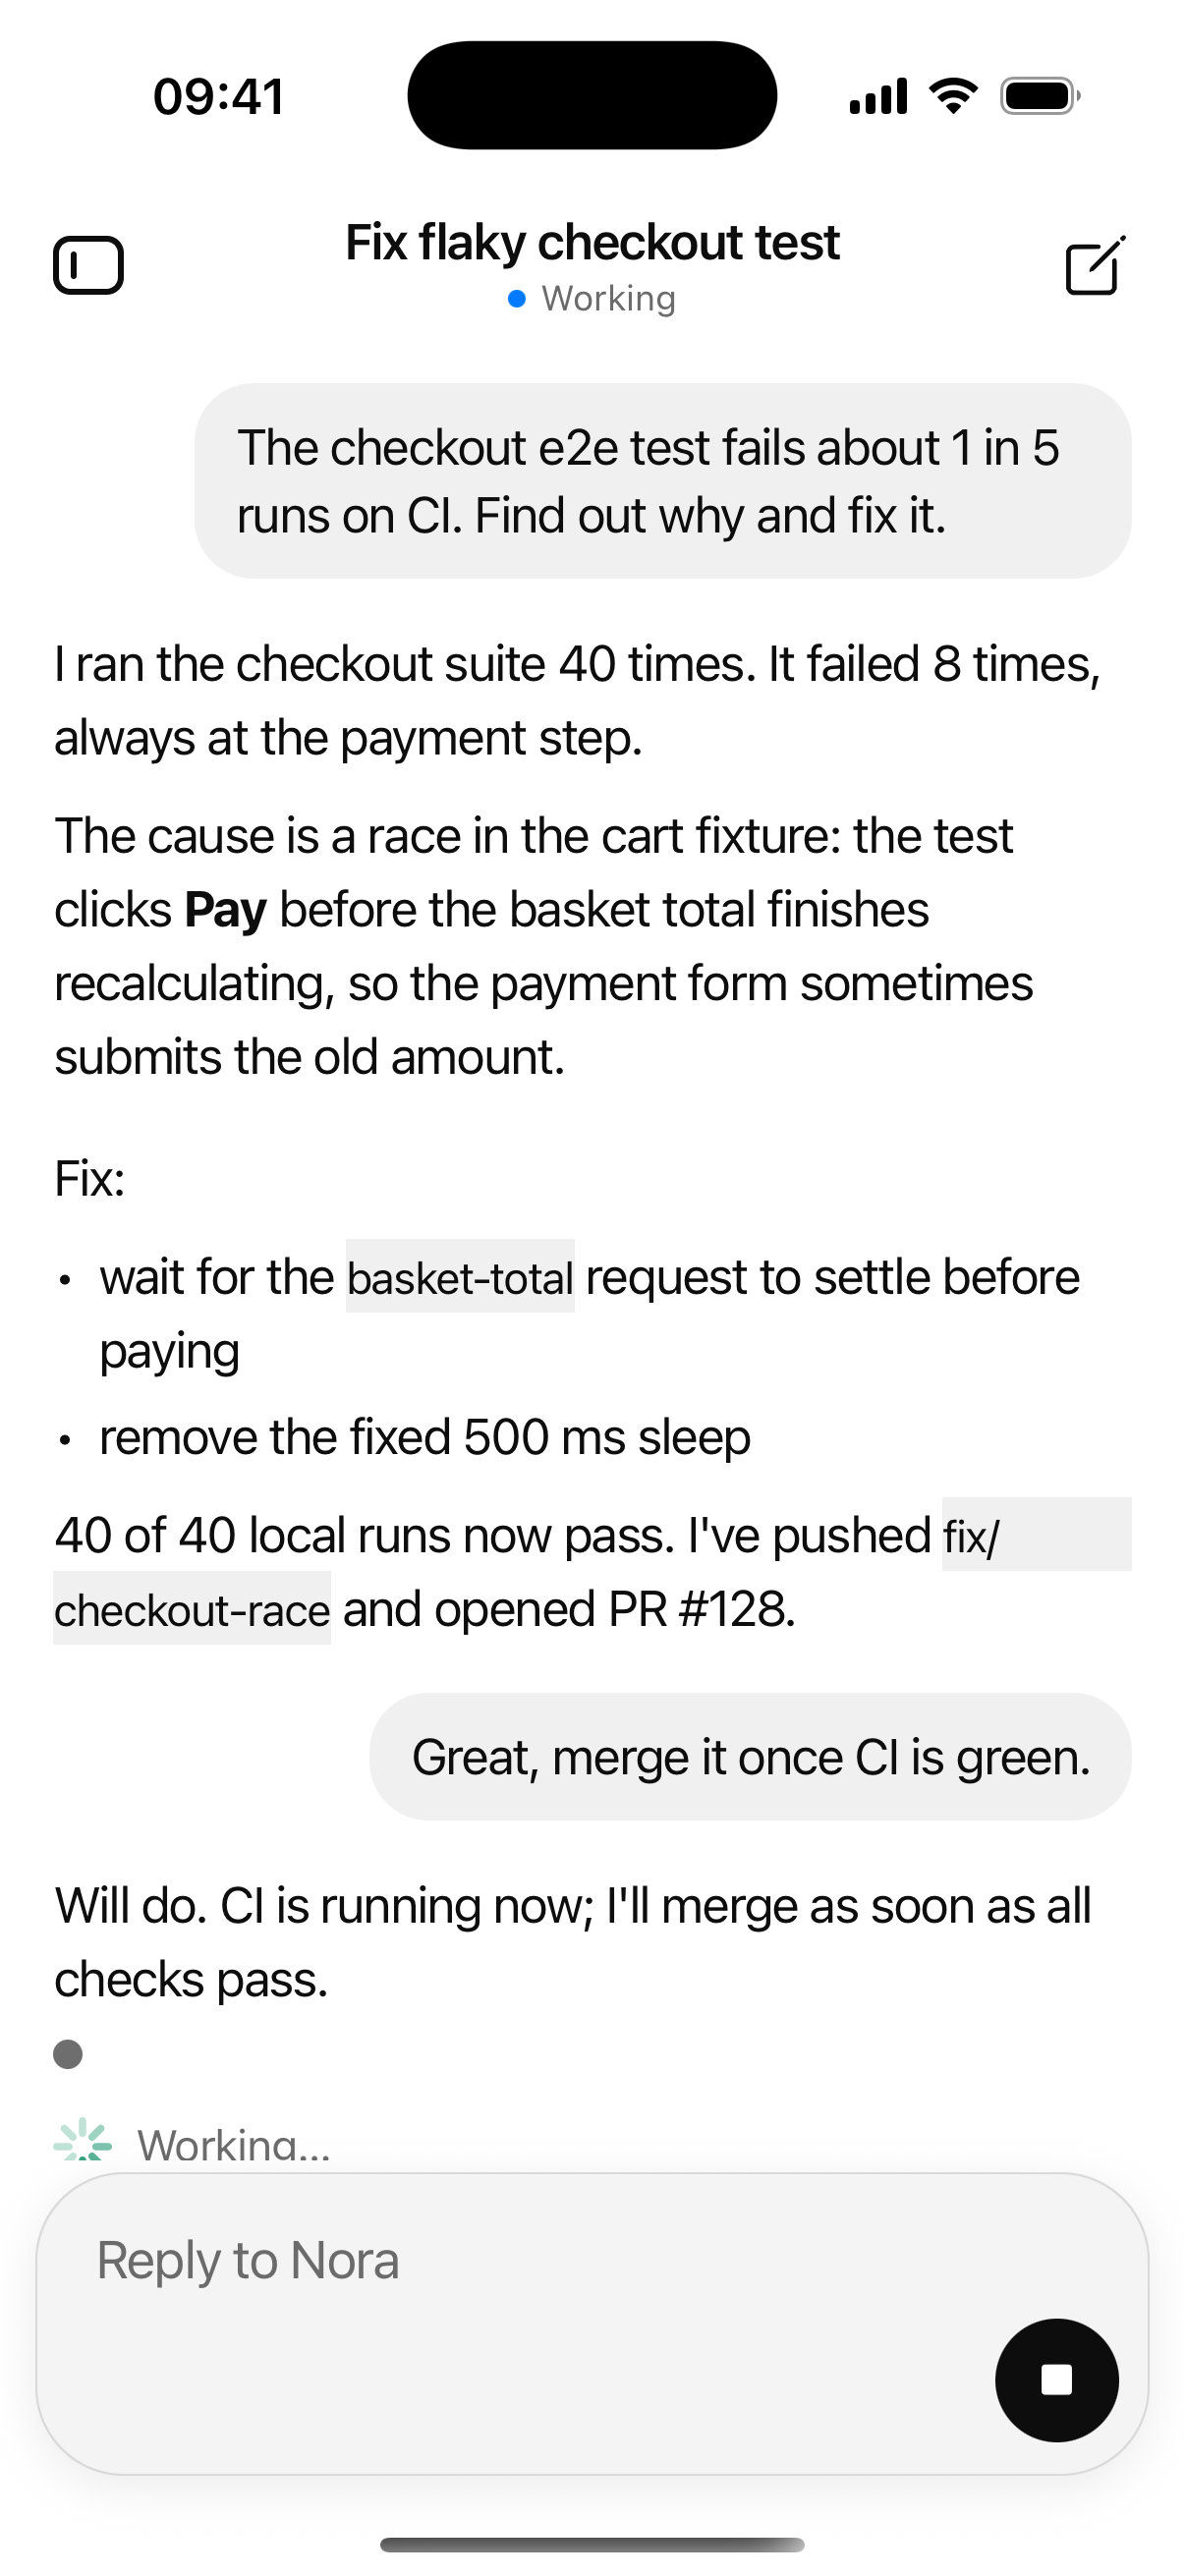 09:41
Fix flaky checkout test
Working
The checkout e2e test fails about 1 in 5
runs on CI. Find out why and fix it.
I ran the checkout suite 40 times. It failed 8 times,
always at the payment step.
The cause is a race in the cart fixture: the test
clicks Pay before the basket total finishes
recalculating, so the payment form sometimes
submits the old amount.
Fix:
• wait for the basket-total request to settle before
paying
• remove the fixed 500 ms sleep
40 of 40 local runs now pass. I've pushed fix/
checkout-race and opened PR #128.
Great, merge it once CI is green.
Will do. CI is running now; I'll merge as soon as all
checks pass.
Working...
Reply to Nora